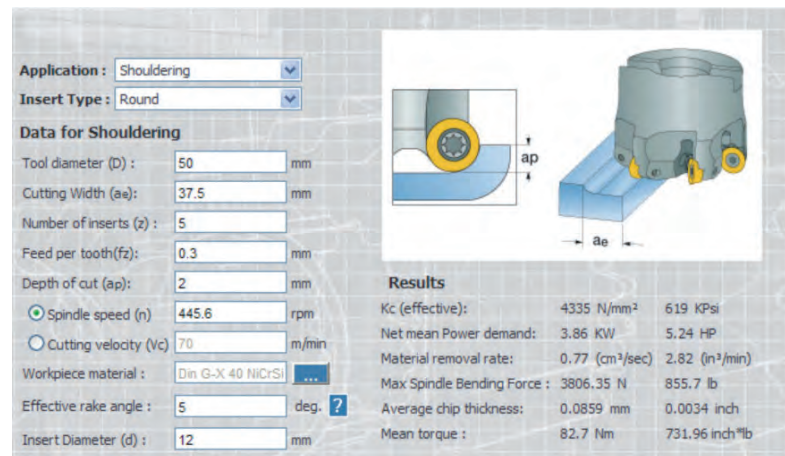 Application : Shouldering
Insert Type : Round
Data for Shouldering
Tool diameter (D) : 50 mm
Cutting Width (ae): 37.5 mm
Number of inserts (z) : 5
Feed per tooth(fz): 0.3 mm
Depth of cut (ap): 2 mm
Spindle speed (n) 445.6 rpm
Cutting velocity (Vc) 70 m/min
Workpiece material : Din G-X 40 NiCrSi ...
Effective rake angle : 5 deg. ?
Insert Diameter (d) : 12 mm
ap
ae
Results
Kc (effective): 4335 N/mm² 619 KPsi
Net mean Power demand: 3.86 KW 5.24 HP
Material removal rate: 0.77 (cm³/sec) 2.82 (in³/min)
Max Spindle Bending Force : 3806.35 N 855.7 lb
Average chip thickness: 0.0859 mm 0.0034 inch
Mean torque : 82.7 Nm 731.96 inch*lb